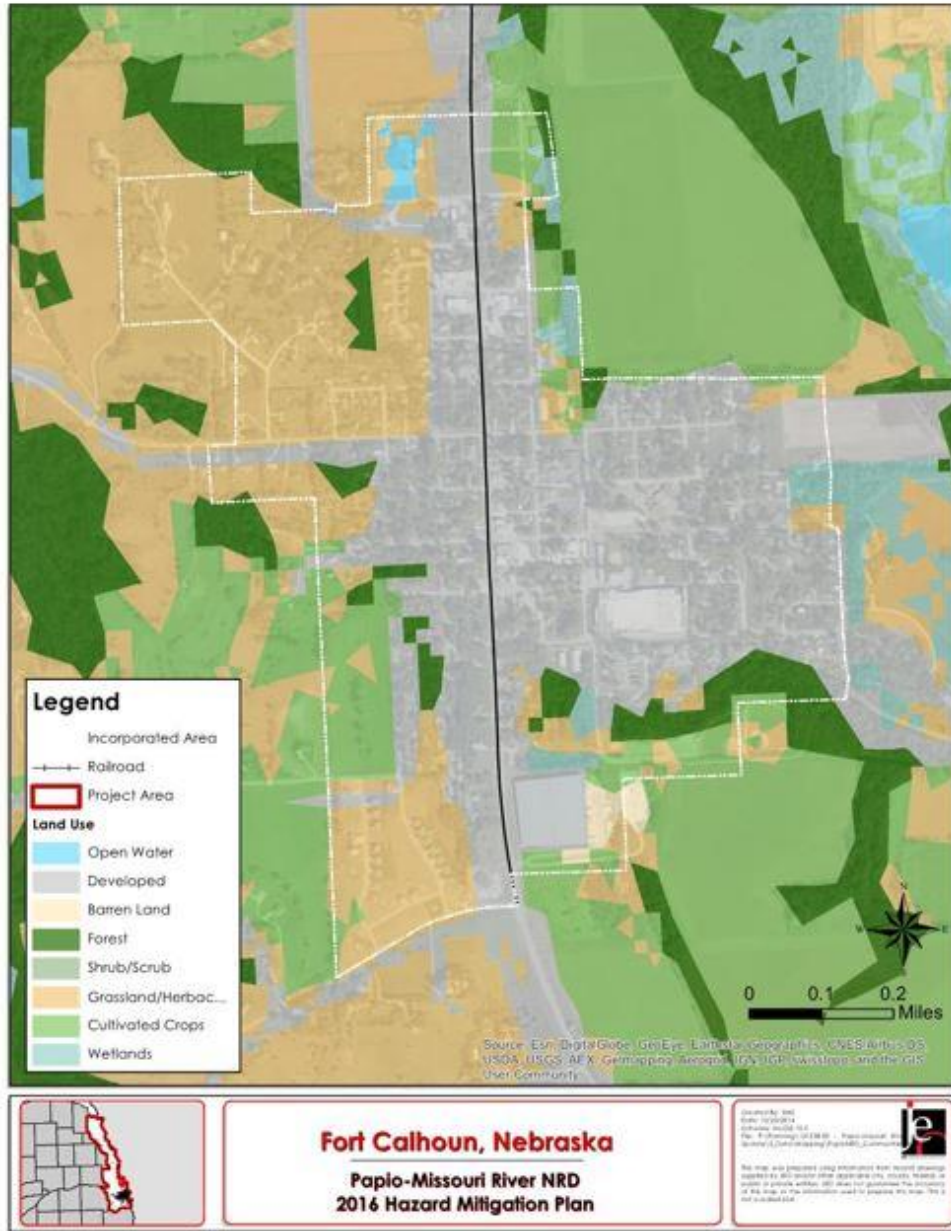 Legend
Incorporated Area
Railroad
Project Area
Land Use
Open Water
Developed
Barren Land
Forest
Shrub/Scrub
Grassland/Herbac...
Cultivated Crops
Wetlands
N
W E
S
0 0.1 0.2
Miles
Source: Esri, DigitalGlobe, GeoEye, Earthstar Geographics, CNES/Airbus DS,
USDA, USGS, AEX, Getmapping, Aerogrid, IGN, IGP, swisstopo, and the GIS
User Community
Fort Calhoun, Nebraska
Papio-Missouri River NRD
2016 Hazard Mitigation Plan
je